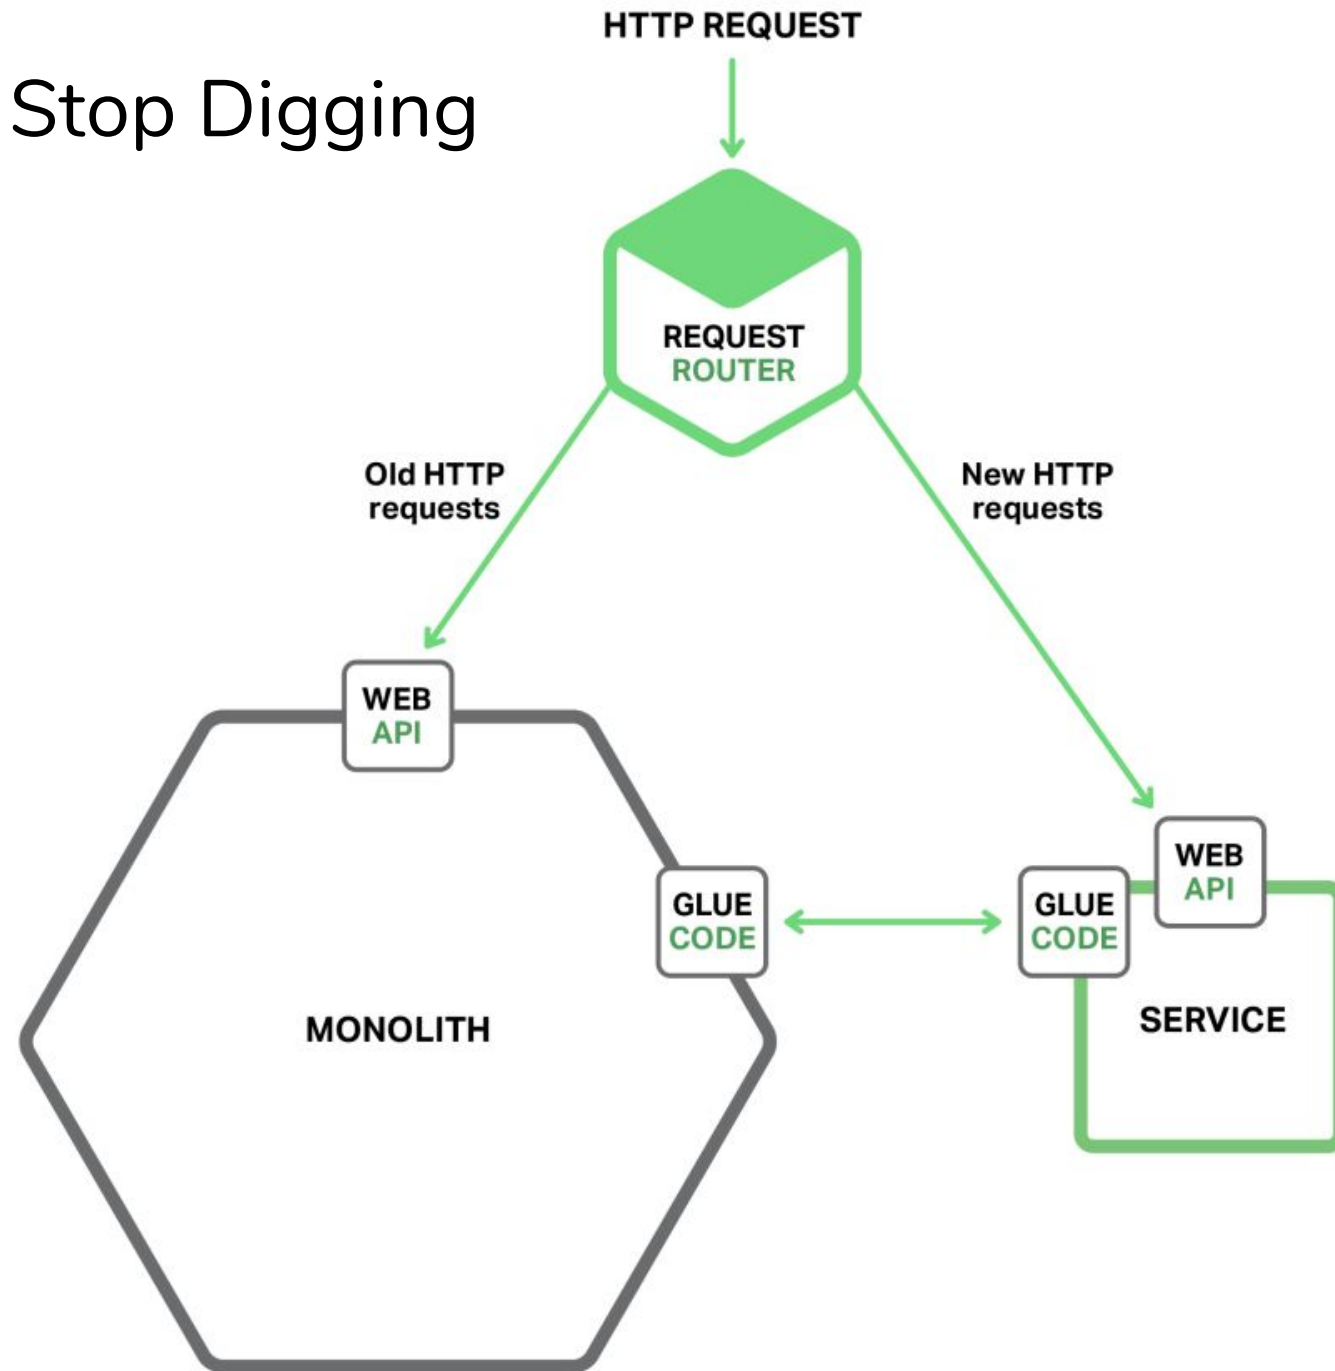 HTTP REQUEST
Stop Digging
REQUEST
ROUTER
Old HTTP
requests
New HTTP
requests
WEB
API
WEB
API
GLUE
CODE
GLUE
CODE
MONOLITH
SERVICE